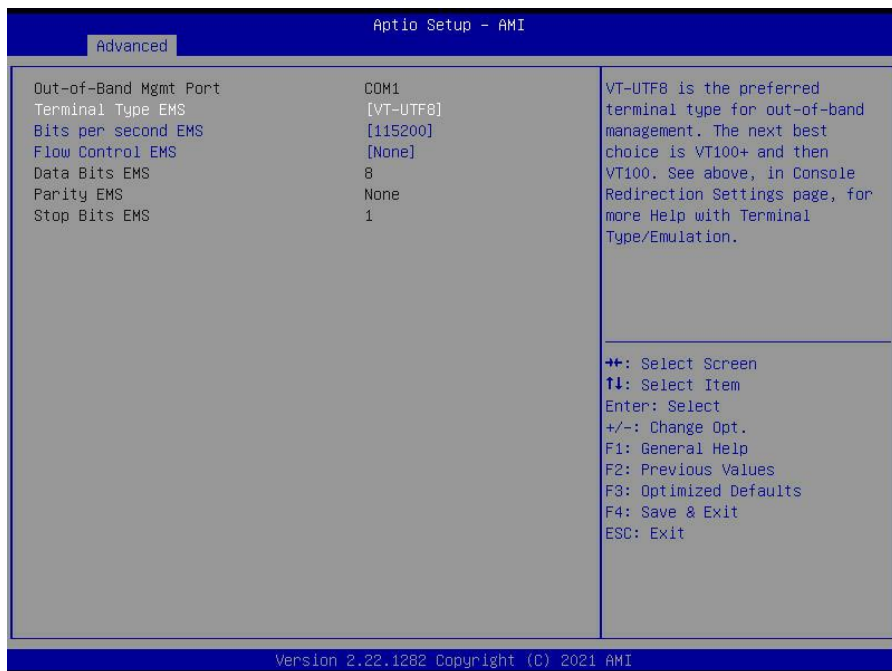 Aptio Setup - AMI
Advanced
Out-of-Band Mgmt Port COM1
Terminal Type EMS [VT-UTF8]
Bits per second EMS [115200]
Flow Control EMS [None]
Data Bits EMS 8
Parity EMS None
Stop Bits EMS 1
VT-UTF8 is the preferred
terminal type for out-of-band
management. The next best
choice is VT100+ and then
VT100. See above, in Console
Redirection Settings page, for
more Help with Terminal
Type/Emulation.
→←: Select Screen
↑↓: Select Item
Enter: Select
+/-: Change Opt.
F1: General Help
F2: Previous Values
F3: Optimized Defaults
F4: Save & Exit
ESC: Exit
Version 2.22.1282 Copyright (C) 2021 AMI